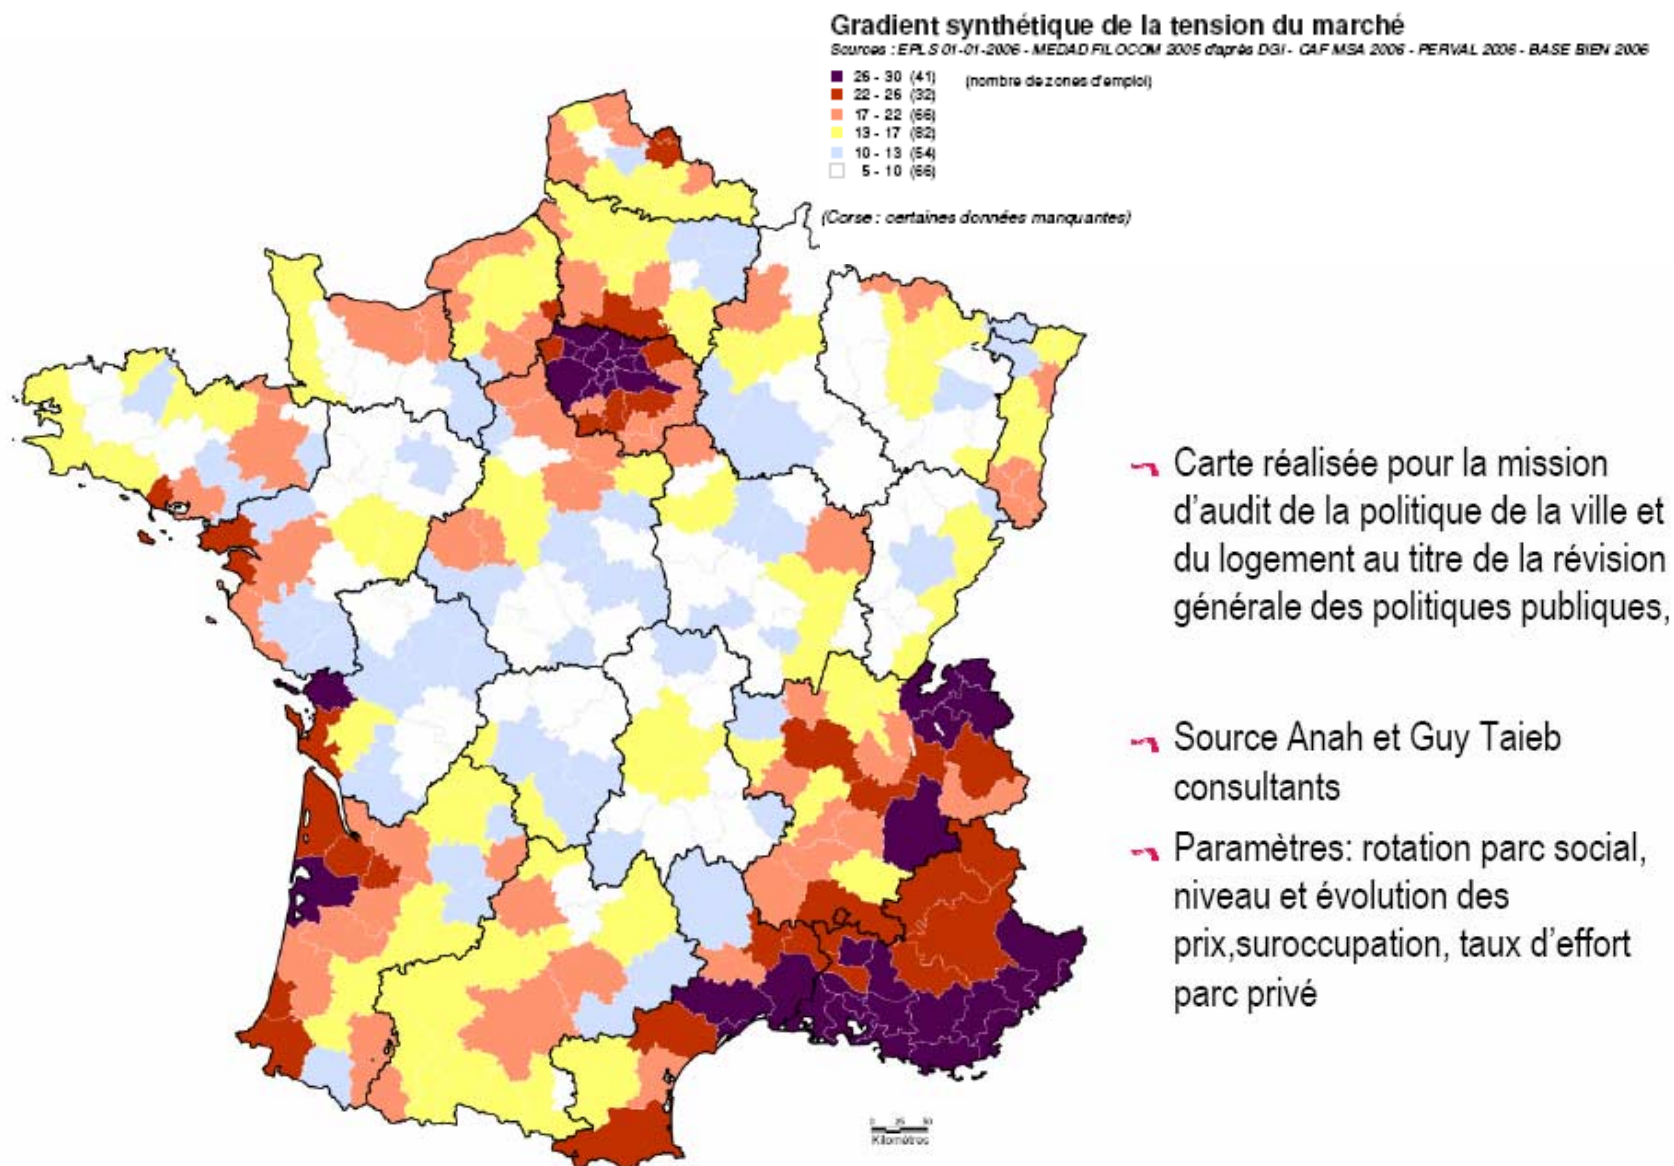 Gradient synthétique de la tension du marché
Sources : EPLS 01-01-2006 - MEDAD FILOCOM 2005 d'après DGI - CAF MSA 2006 - PERVAL 2006 - BASE BIEN 2006
26 - 30 (41) (nombre de zones d'emploi)
22 - 26 (32)
17 - 22 (66)
13 - 17 (82)
10 - 13 (54)
5 - 10 (66)
(Corse : certaines données manquantes)
Carte réalisée pour la mission
d'audit de la politique de la ville et
du logement au titre de la révision
générale des politiques publiques,
Source Anah et Guy Taieb
consultants
Paramètres: rotation parc social,
niveau et évolution des
prix,suroccupation, taux d'effort
parc privé
0 25 50
Kilomètres